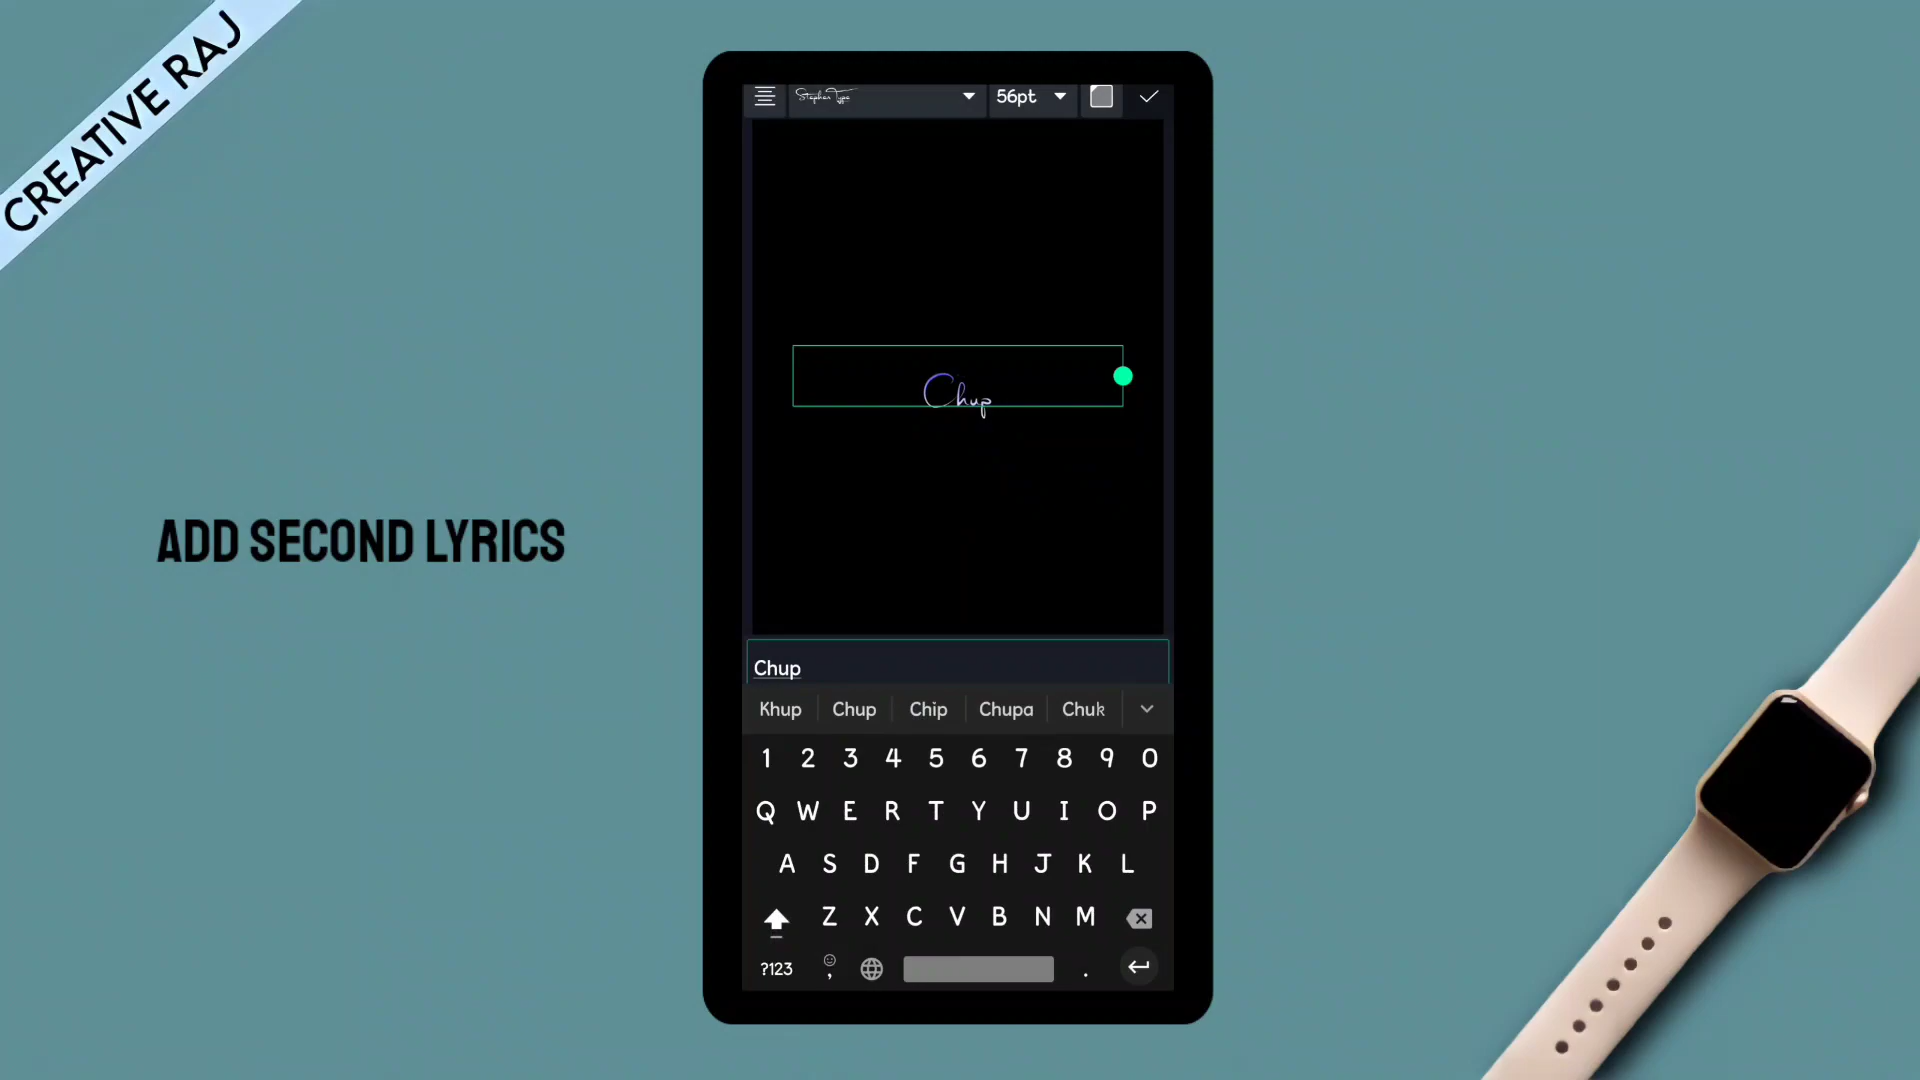 CREATIVE RAJ
StephenType 56pt
Chup
ADD SECOND LYRICS
Chup
Khup Chup Chip Chupa Chuk
1 2 3 4 5 6 7 8 9 0
Q W E R T Y U I O P
A S D F G H J K L
Z X C V B N M
?123 , .